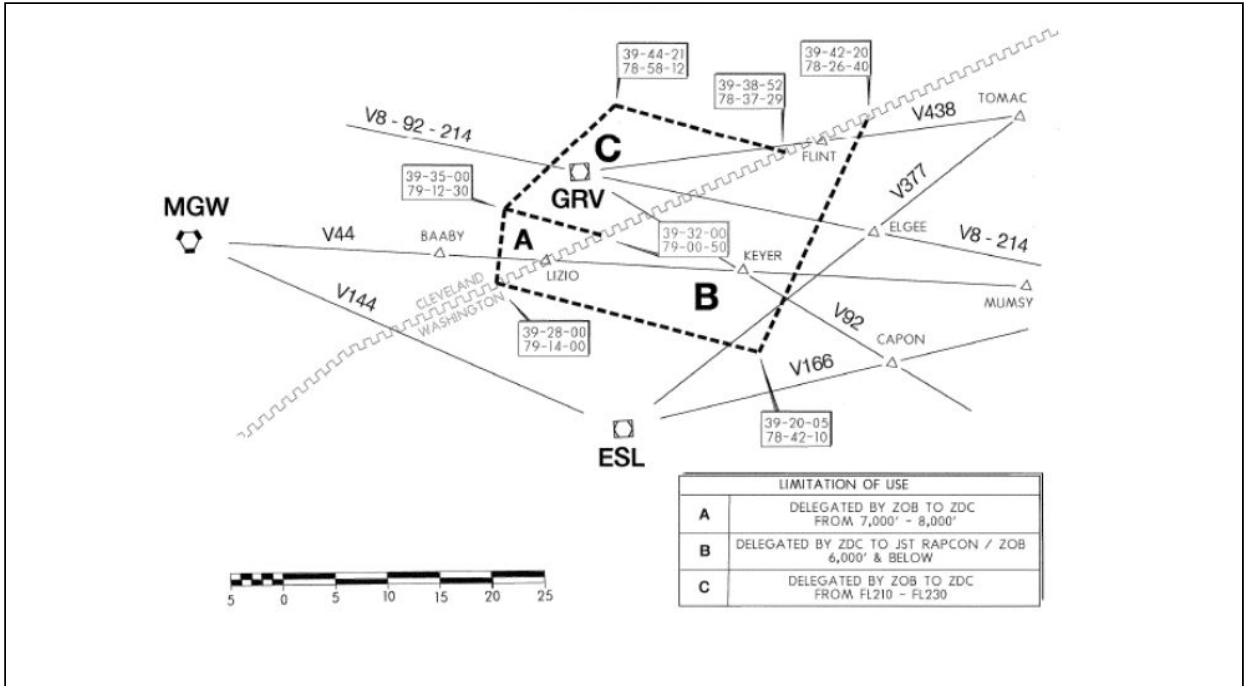 39-44-21
78-58-12
39-42-20
78-26-40
39-38-52
78-37-29
TOMAC
V438
V8 - 92 - 214
C
FLINT
39-35-00
79-12-30
GRV
V377
MGW
V44
BAABY
A
39-32-00
79-00-50
KEYER
ELGEE
V8 - 214
LIZIO
B
MUMSY
CLEVELAND
WASHINGTON
V144
V92
39-28-00
79-14-00
CAPON
V166
39-20-05
78-42-10
ESL
LIMITATION OF USE
A
DELEGATED BY ZOB TO ZDC
FROM 7,000' - 8,000'
B
DELEGATED BY ZDC TO JST RAPCON / ZOB
6,000' & BELOW
C
DELEGATED BY ZOB TO ZDC
FROM FL210 - FL230
5 0 5 10 15 20 25